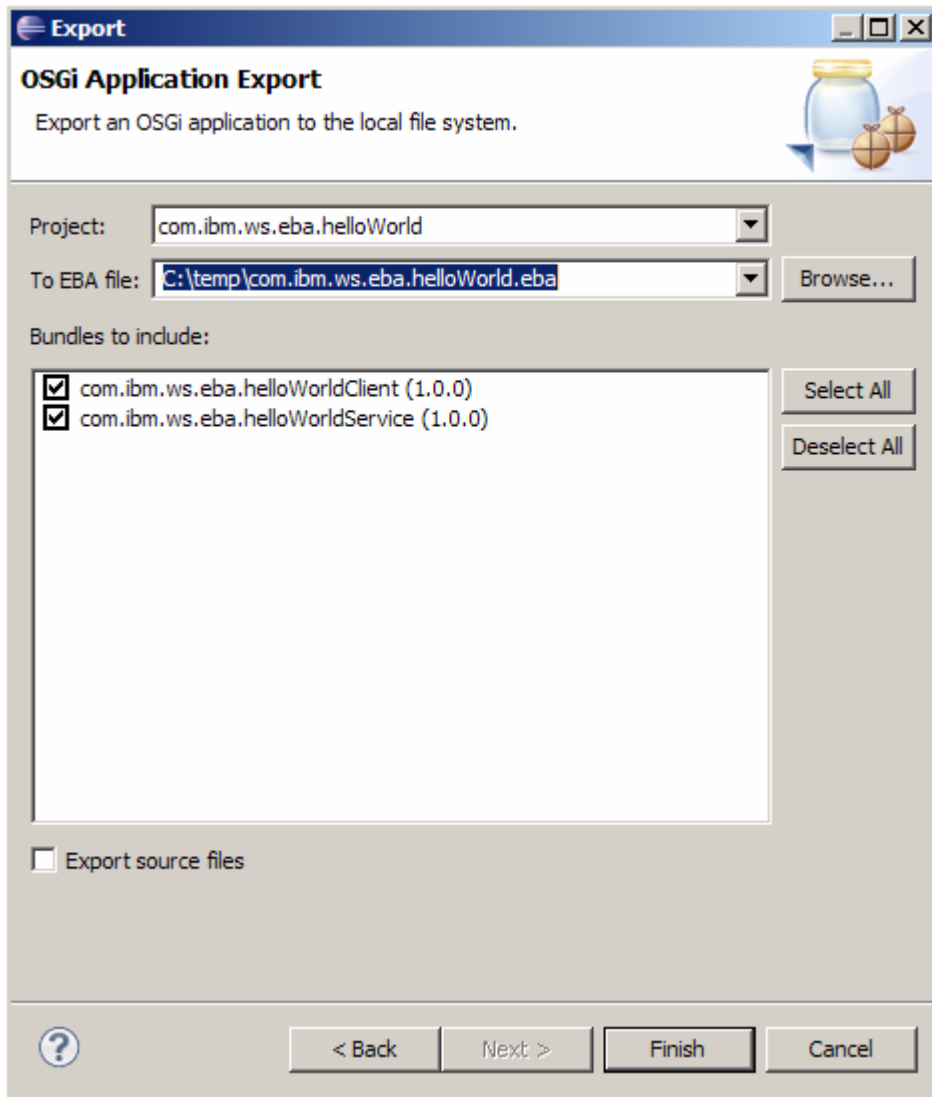 Export
OSGi Application Export
Export an OSGi application to the local file system.
Project: com.ibm.ws.eba.helloWorld
To EBA file: C:\temp\com.ibm.ws.eba.helloWorld.eba Browse...
Bundles to include:
com.ibm.ws.eba.helloWorldClient (1.0.0) Select All
com.ibm.ws.eba.helloWorldService (1.0.0)
Deselect All
Export source files
? < Back Next > Finish Cancel